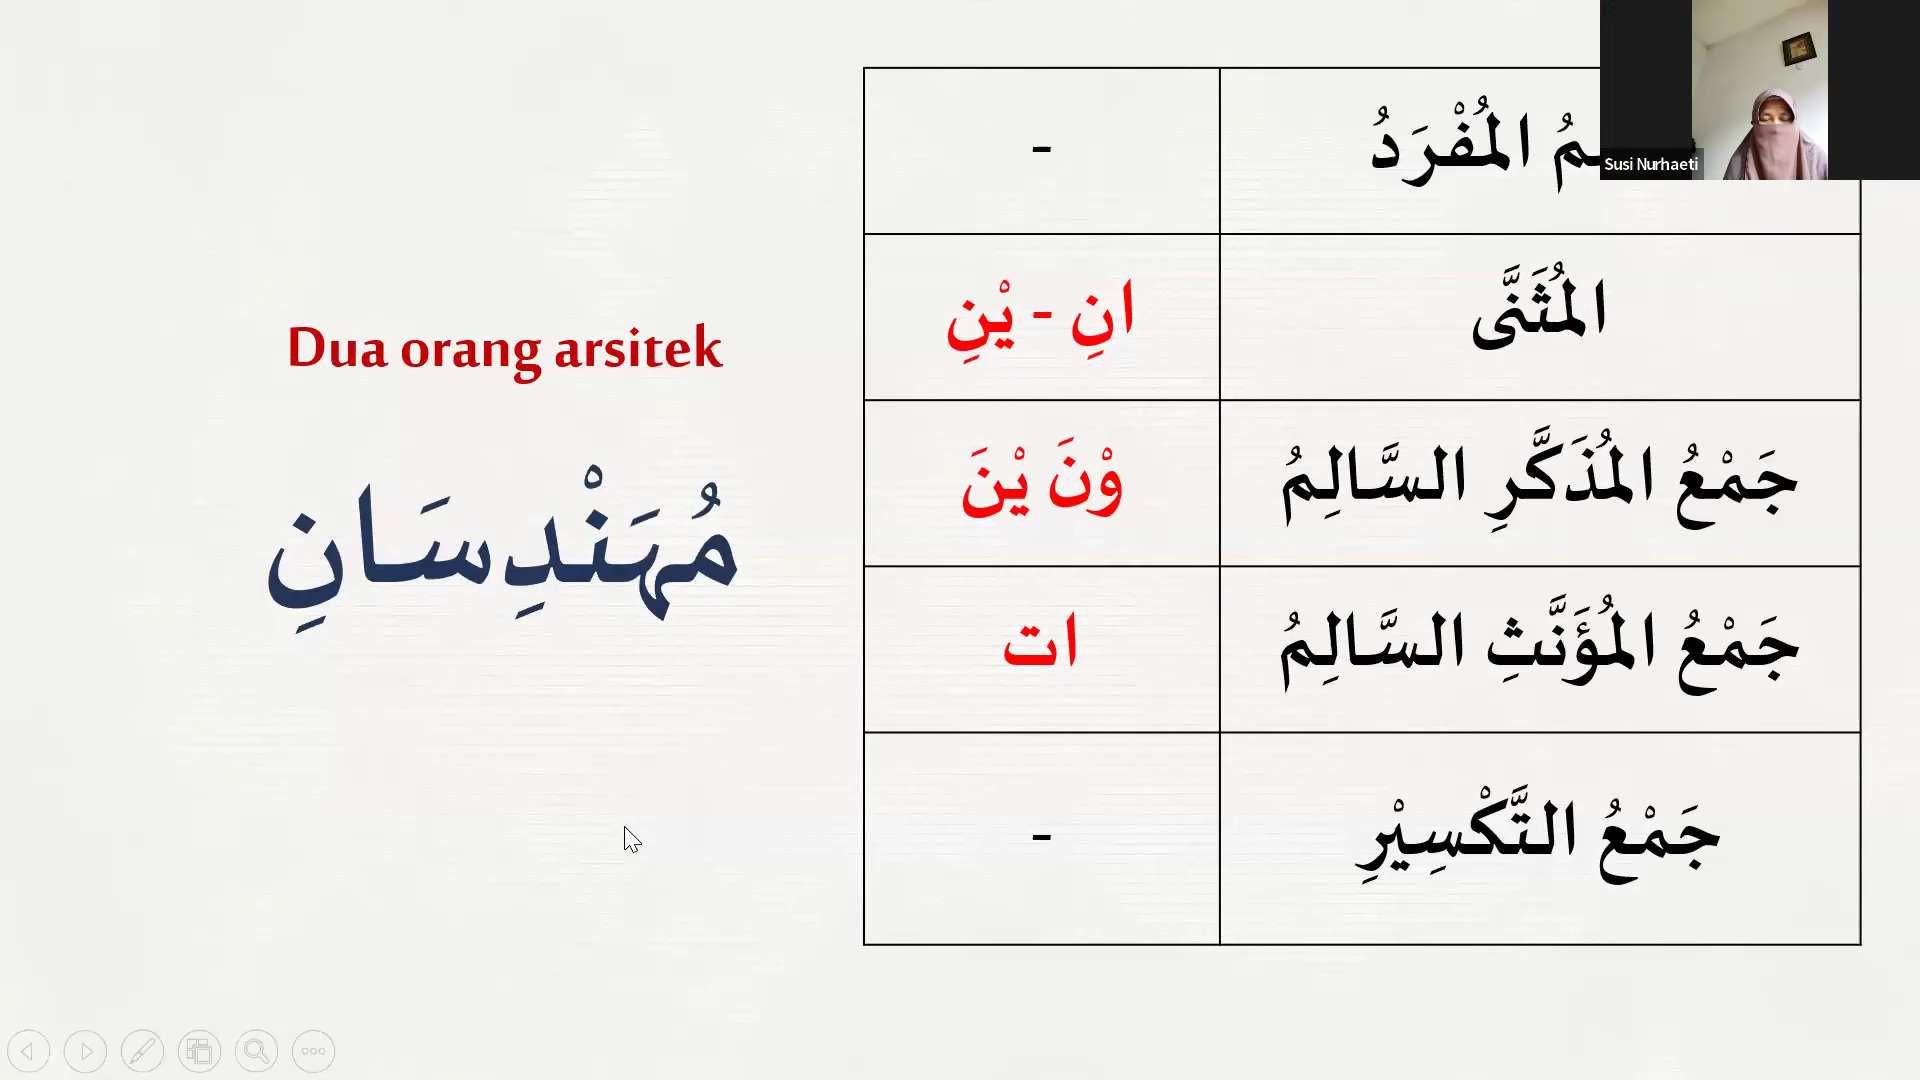 Susi Nurhaeti
Dua orang arsitek
مُهَنْدِسَانِ
المُفْرَدُ -
المُثَنَّى انِ - يْنِ
جَمْعُ المُذَكَّرِ السَّالِمُ وْنَ يْنَ
جَمْعُ المُؤَنَّثِ السَّالِمُ ات
جَمْعُ التَّكْسِيْرِ -